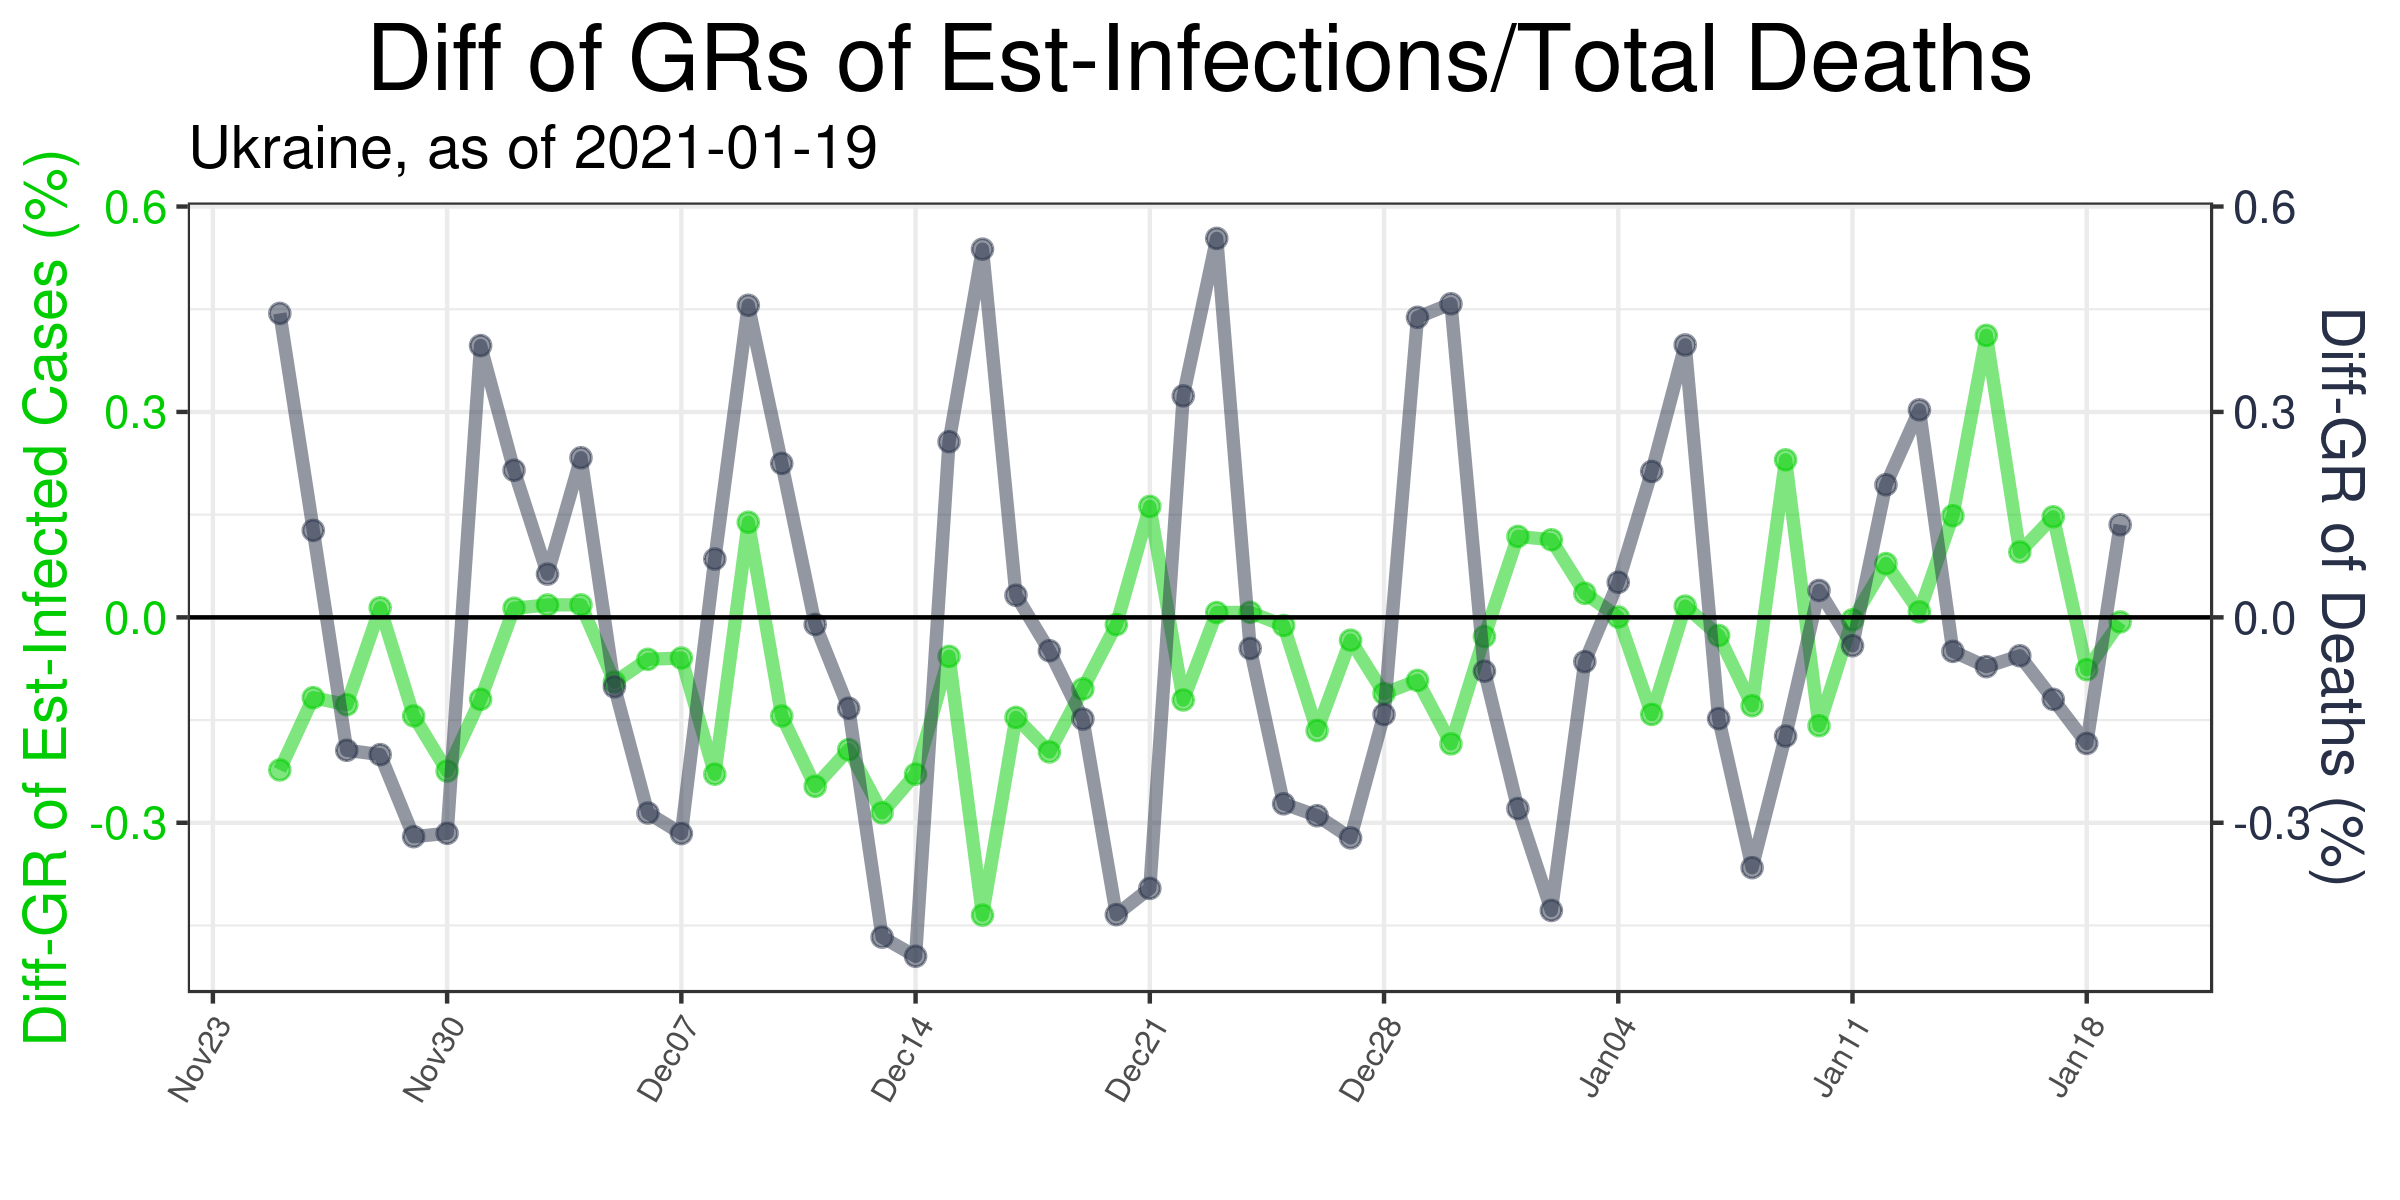 Diff of GRs of Est-Infections/Total Deaths
Ukraine, as of 2021-01-19
Diff-GR of Est-Infected Cases (%)
0.6
0.3
0.0
-0.3
0.6
0.3
0.0
-0.3
Diff-GR of Deaths (%)
Nov23
Nov30
Dec07
Dec14
Dec21
Dec28
Jan04
Jan11
Jan18